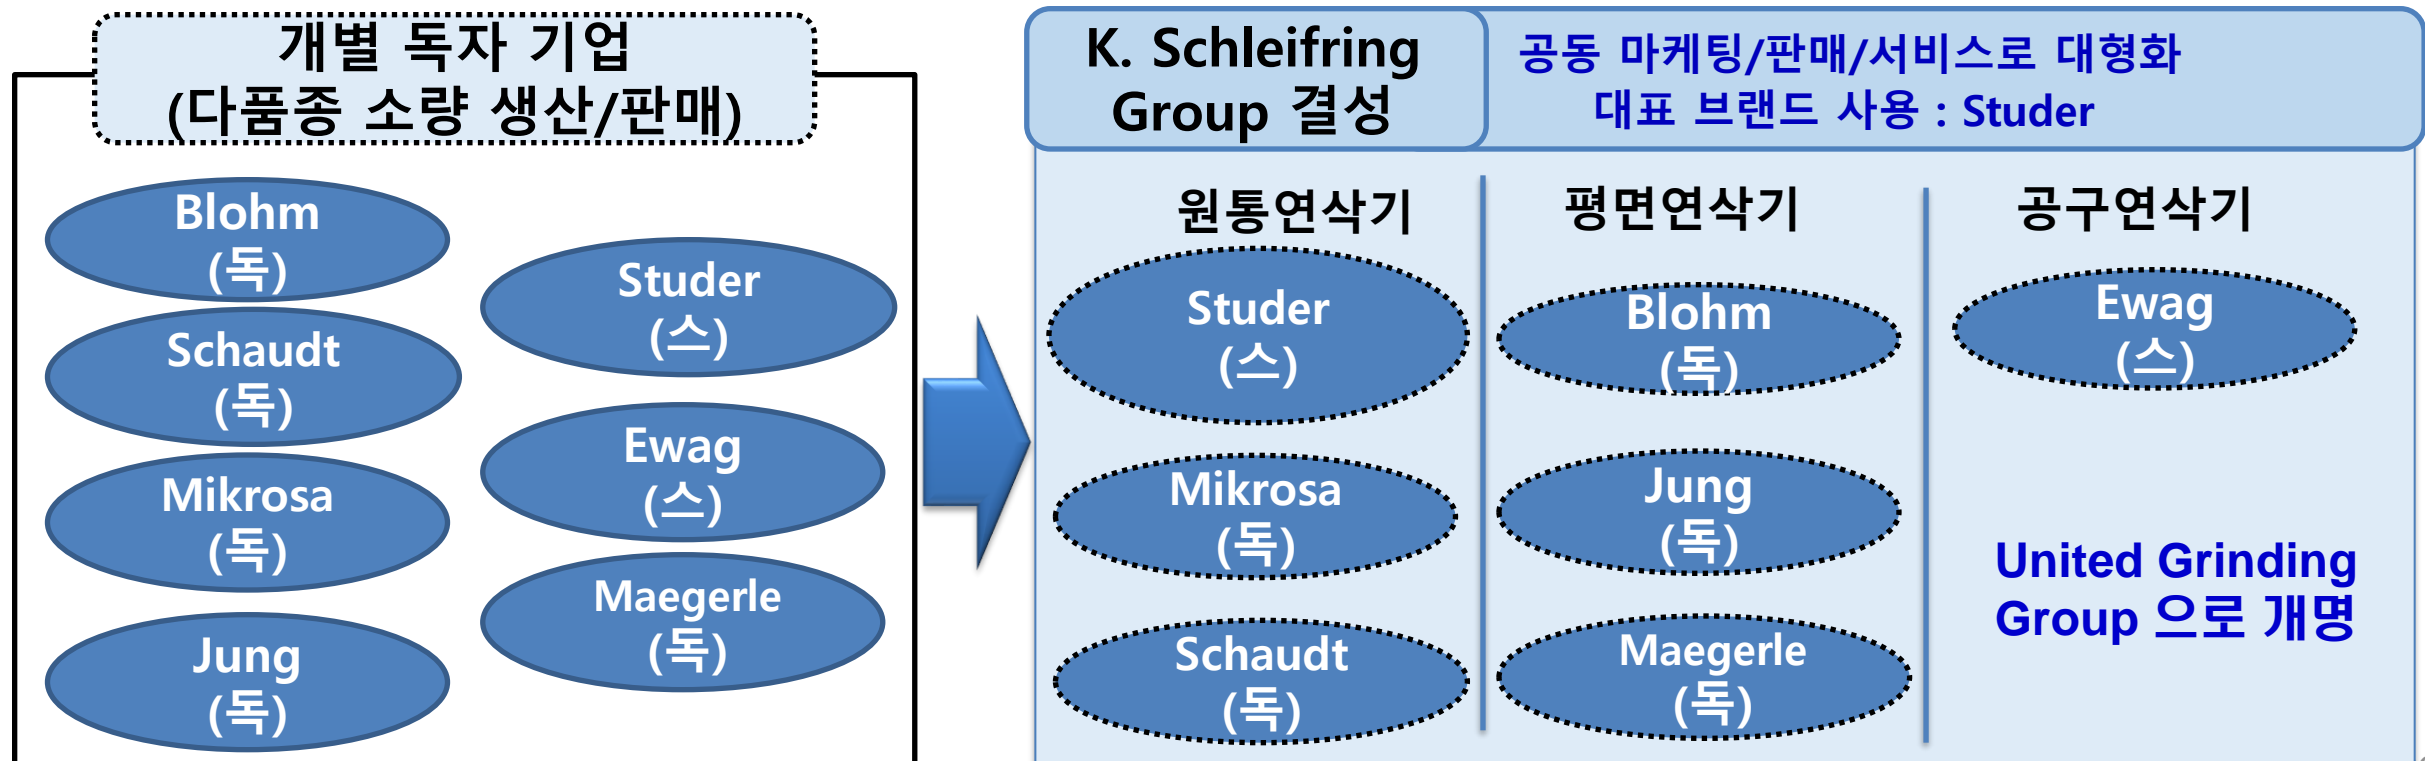 개별 독자 기업
(다품종 소량 생산/판매)
Blohm
(독)
Schaudt
(독)
Mikrosa
(독)
Jung
(독)
Studer
(스)
Ewag
(스)
Maegerle
(독)
K. Schleifring
Group 결성
공동 마케팅/판매/서비스로 대형화
대표 브랜드 사용 : Studer
원통연삭기
Studer
(스)
Mikrosa
(독)
Schaudt
(독)
평면연삭기
Blohm
(독)
Jung
(독)
Maegerle
(독)
공구연삭기
Ewag
(스)
United Grinding
Group 으로 개명